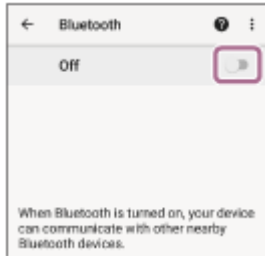 Bluetooth
Off
When Bluetooth is turned on, your device
can communicate with other nearby
Bluetooth devices.